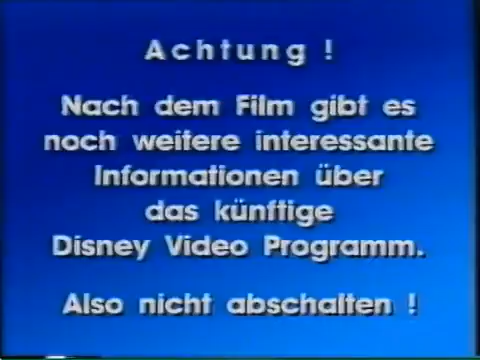 Achtung !
Nach dem Film gibt es
noch weitere interessante
Informationen über
das künftige
Disney Video Programm.
Also nicht abschalten !